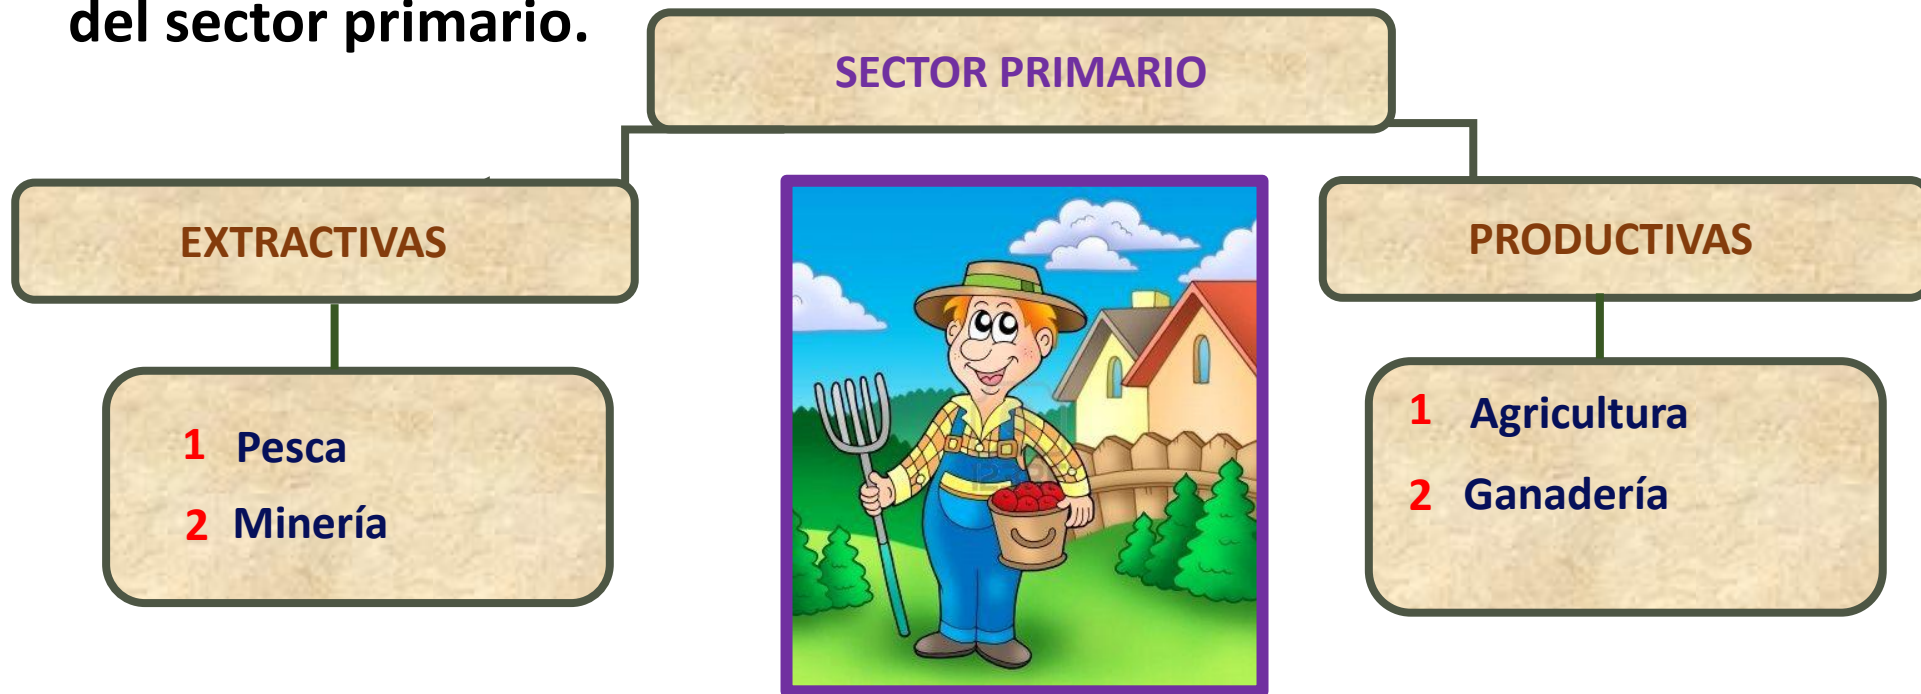 del sector primario.
SECTOR PRIMARIO
EXTRACTIVAS
PRODUCTIVAS
1 Pesca
2 Minería
1 Agricultura
2 Ganadería